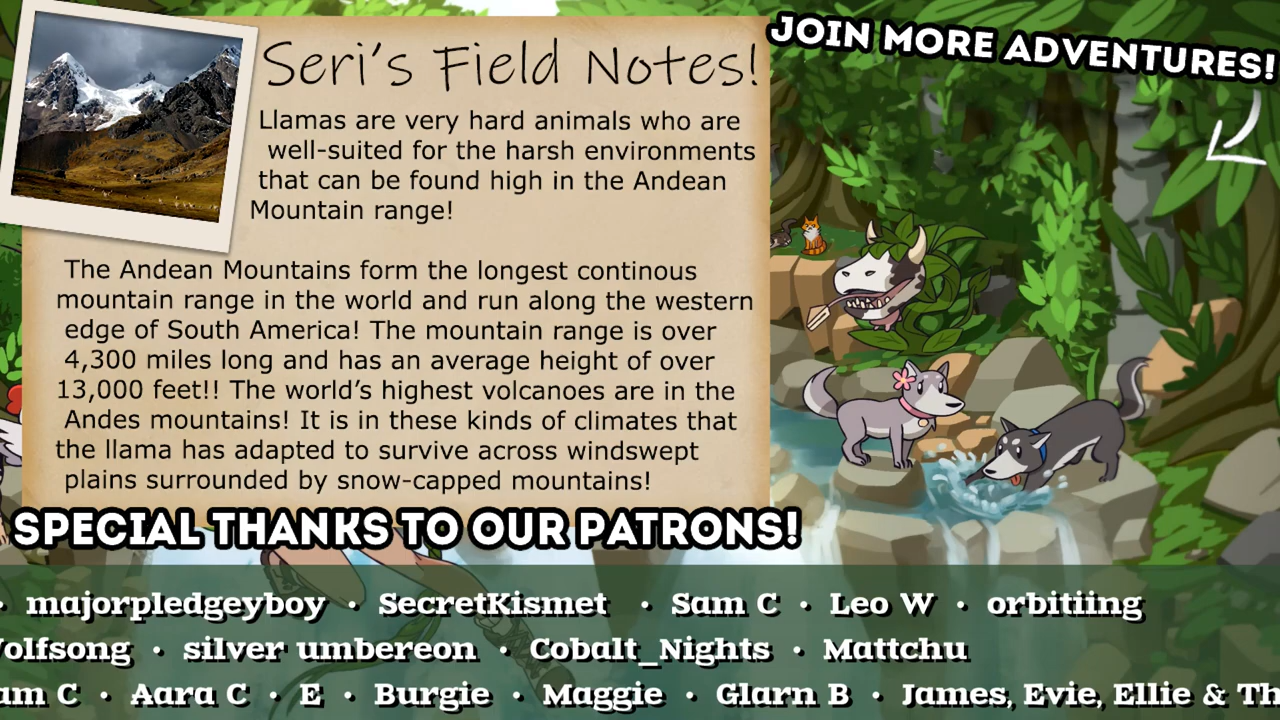 Seri's Field Notes!
JOIN MORE ADVENTURES!
Llamas are very hard animals who are
well-suited for the harsh environments
that can be found high in the Andean
Mountain range!
The Andean Mountains form the longest continous
mountain range in the world and run along the western
edge of South America! The mountain range is over
4,300 miles long and has an average height of over
13,000 feet!! The world's highest volcanoes are in the
Andes mountains! It is in these kinds of climates that
the llama has adapted to survive across windswept
plains surrounded by snow-capped mountains!
SPECIAL THANKS TO OUR PATRONS!
• majorpledgeyboy • SecretKismet • Sam C • Leo W • orbitiing
olfsong • silver umbereon • Cobalt_Nights • Mattchu
am C • Aara C • E • Burgie • Maggie • Glarn B • James, Evie, Ellie & Th